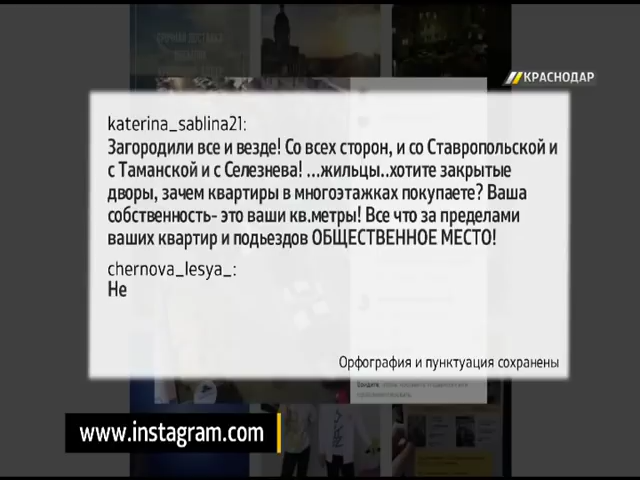 КРАСНОДАР
katerina_sablina21:
Загородили все и везде! Со всех сторон, и со Ставропольской и
с Таманской и с Селезнева! ...жильцы..хотите закрытые
дворы, зачем квартиры в многоэтажках покупаете? Ваша
собственность- это ваши кв.метры! Все что за пределами
ваших квартир и подьездов ОБЩЕСТВЕННОЕ МЕСТО!
chernova_lesya_:
Не
Орфография и пунктуация сохранены
www.instagram.com